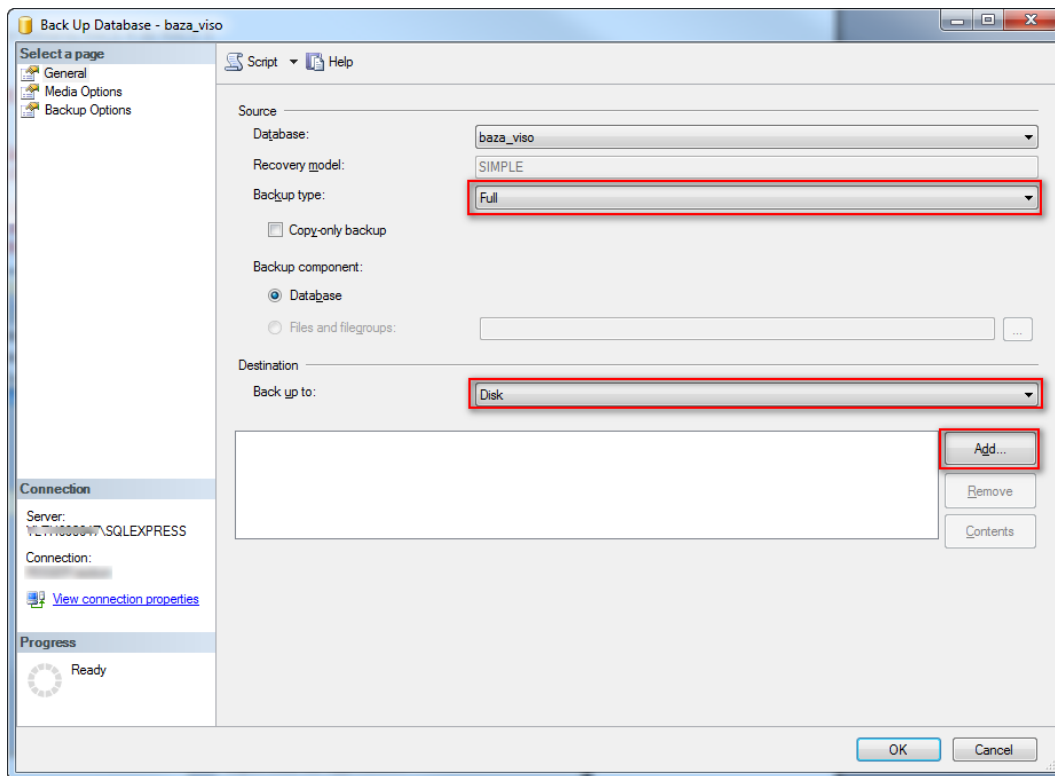 Back Up Database - baza_viso
Select a page
General
Media Options
Backup Options
Script
Help
Source
Database:
baza_viso
Recovery model:
SIMPLE
Backup type:
Full
Copy-only backup
Backup component:
Database
Files and filegroups:
...
Destination
Back up to:
Disk
Add...
Remove
Contents
Connection
Server:
\SQLEXPRESS
Connection:
View connection properties
Progress
Ready
OK
Cancel